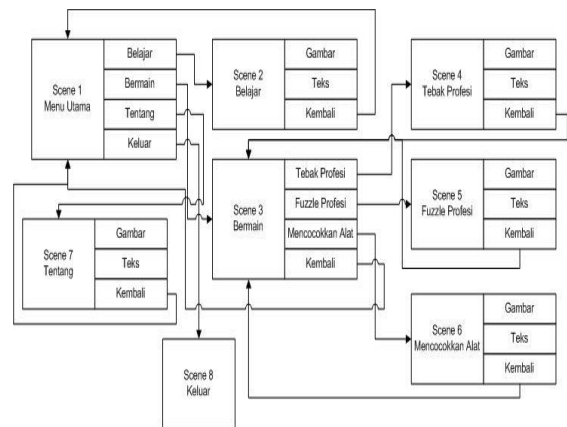 Scene 1
Menu Utama
Belajar
Bermain
Tentang
Keluar
Scene 2
Belajar
Gambar
Teks
Kembali
Scene 4
Tebak Profesi
Gambar
Teks
Kembali
Scene 3
Bermain
Tebak Profesi
Fuzzle Profesi
Mencocokkan Alat
Kembali
Scene 5
Fuzzle Profesi
Gambar
Teks
Kembali
Scene 7
Tentang
Gambar
Teks
Kembali
Scene 6
Mencocokkan Alat
Gambar
Teks
Kembali
Scene 8
Keluar